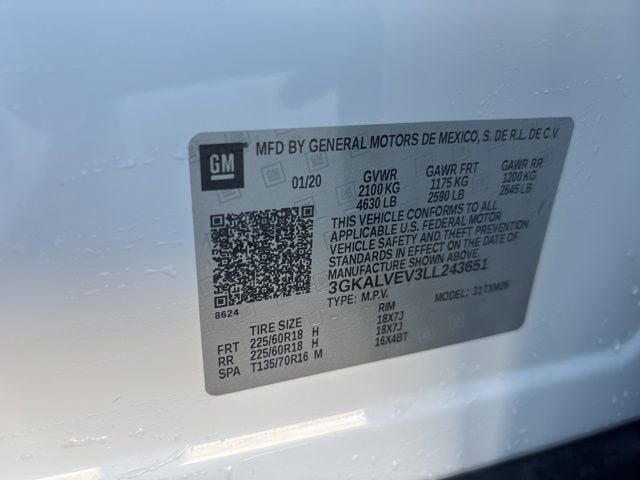 GM
MFD BY GENERAL MOTORS DE MEXICO, S. DE R.L. DE C.V.
01/20
GVWR GAWR FRT GAWR RR
2100 KG 1175 KG 1200 KG
4630 LB 2590 LB 2645 LB
THIS VEHICLE CONFORMS TO ALL
APPLICABLE U.S. FEDERAL MOTOR
VEHICLE SAFETY AND THEFT PREVENTION
STANDARDS IN EFFECT ON THE DATE OF
MANUFACTURE SHOWN ABOVE.
3GKALVEV3LL243651
TYPE: M.P.V. MODEL: 31TXM26
8624
TIRE SIZE RIM
FRT 225/60R18 H 18X7J
RR 225/60R18 H 18X7J
SPA T135/70R16 M 16X4BT